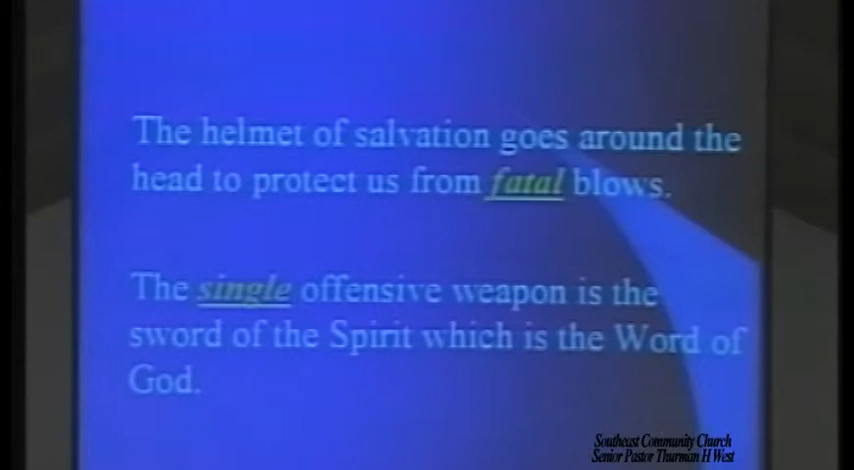 The helmet of salvation goes around the
head to protect us from fatal blows.
The single offensive weapon is the
sword of the Spirit which is the Word of
God.
Southeast Community Church
Senior Pastor Thurman H West